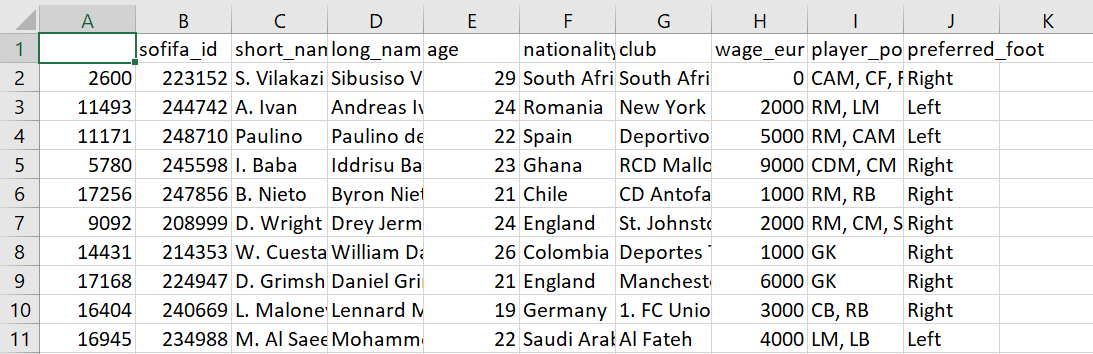 A B C D E F G H I J K
1 sofifa_id short_nan long_nam age nationality club wage_eur player_po preferred_foot
2 2600 223152 S. Vilakazi Sibusiso V 29 South Afri South Afri 0 CAM, CF, F Right
3 11493 244742 A. Ivan Andreas Iv 24 Romania New York 2000 RM, LM Left
4 11171 248710 Paulino Paulino de 22 Spain Deportivo 5000 RM, CAM Left
5 5780 245598 I. Baba Iddrisu Ba 23 Ghana RCD Mallo 9000 CDM, CM Right
6 17256 247856 B. Nieto Byron Niet 21 Chile CD Antofa 1000 RM, RB Right
7 9092 208999 D. Wright Drey Jerm 24 England St. Johnsto 2000 RM, CM, S Right
8 14431 214353 W. Cuesta William Da 26 Colombia Deportes T 1000 GK Right
9 17168 224947 D. Grimsh Daniel Gri 21 England Manchest 6000 GK Right
10 16404 240669 L. Maloney Lennard M 19 Germany 1. FC Unio 3000 CB, RB Right
11 16945 234988 M. Al Saee Mohamm 22 Saudi Arab Al Fateh 4000 LM, LB Left